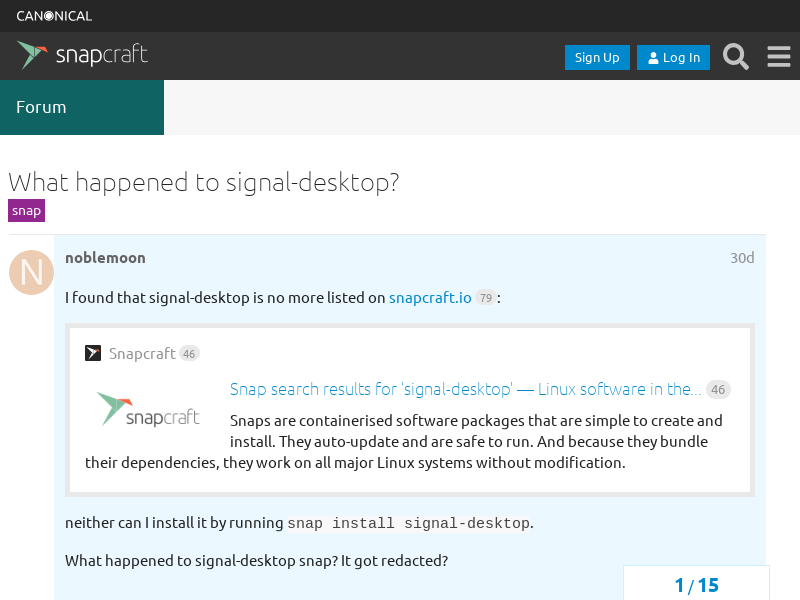 CANONICAL
snapcraft
Sign Up
Log In
Forum
What happened to signal-desktop?
snap
N
noblemoon
30d
I found that signal-desktop is no more listed on snapcraft.io 79 :
Snapcraft 46
snapcraft
Snap search results for 'signal-desktop' — Linux software in the... 46
Snaps are containerised software packages that are simple to create and
install. They auto-update and are safe to run. And because they bundle
their dependencies, they work on all major Linux systems without modification.
neither can I install it by running snap install signal-desktop.
What happened to signal-desktop snap? It got redacted?
1 / 15